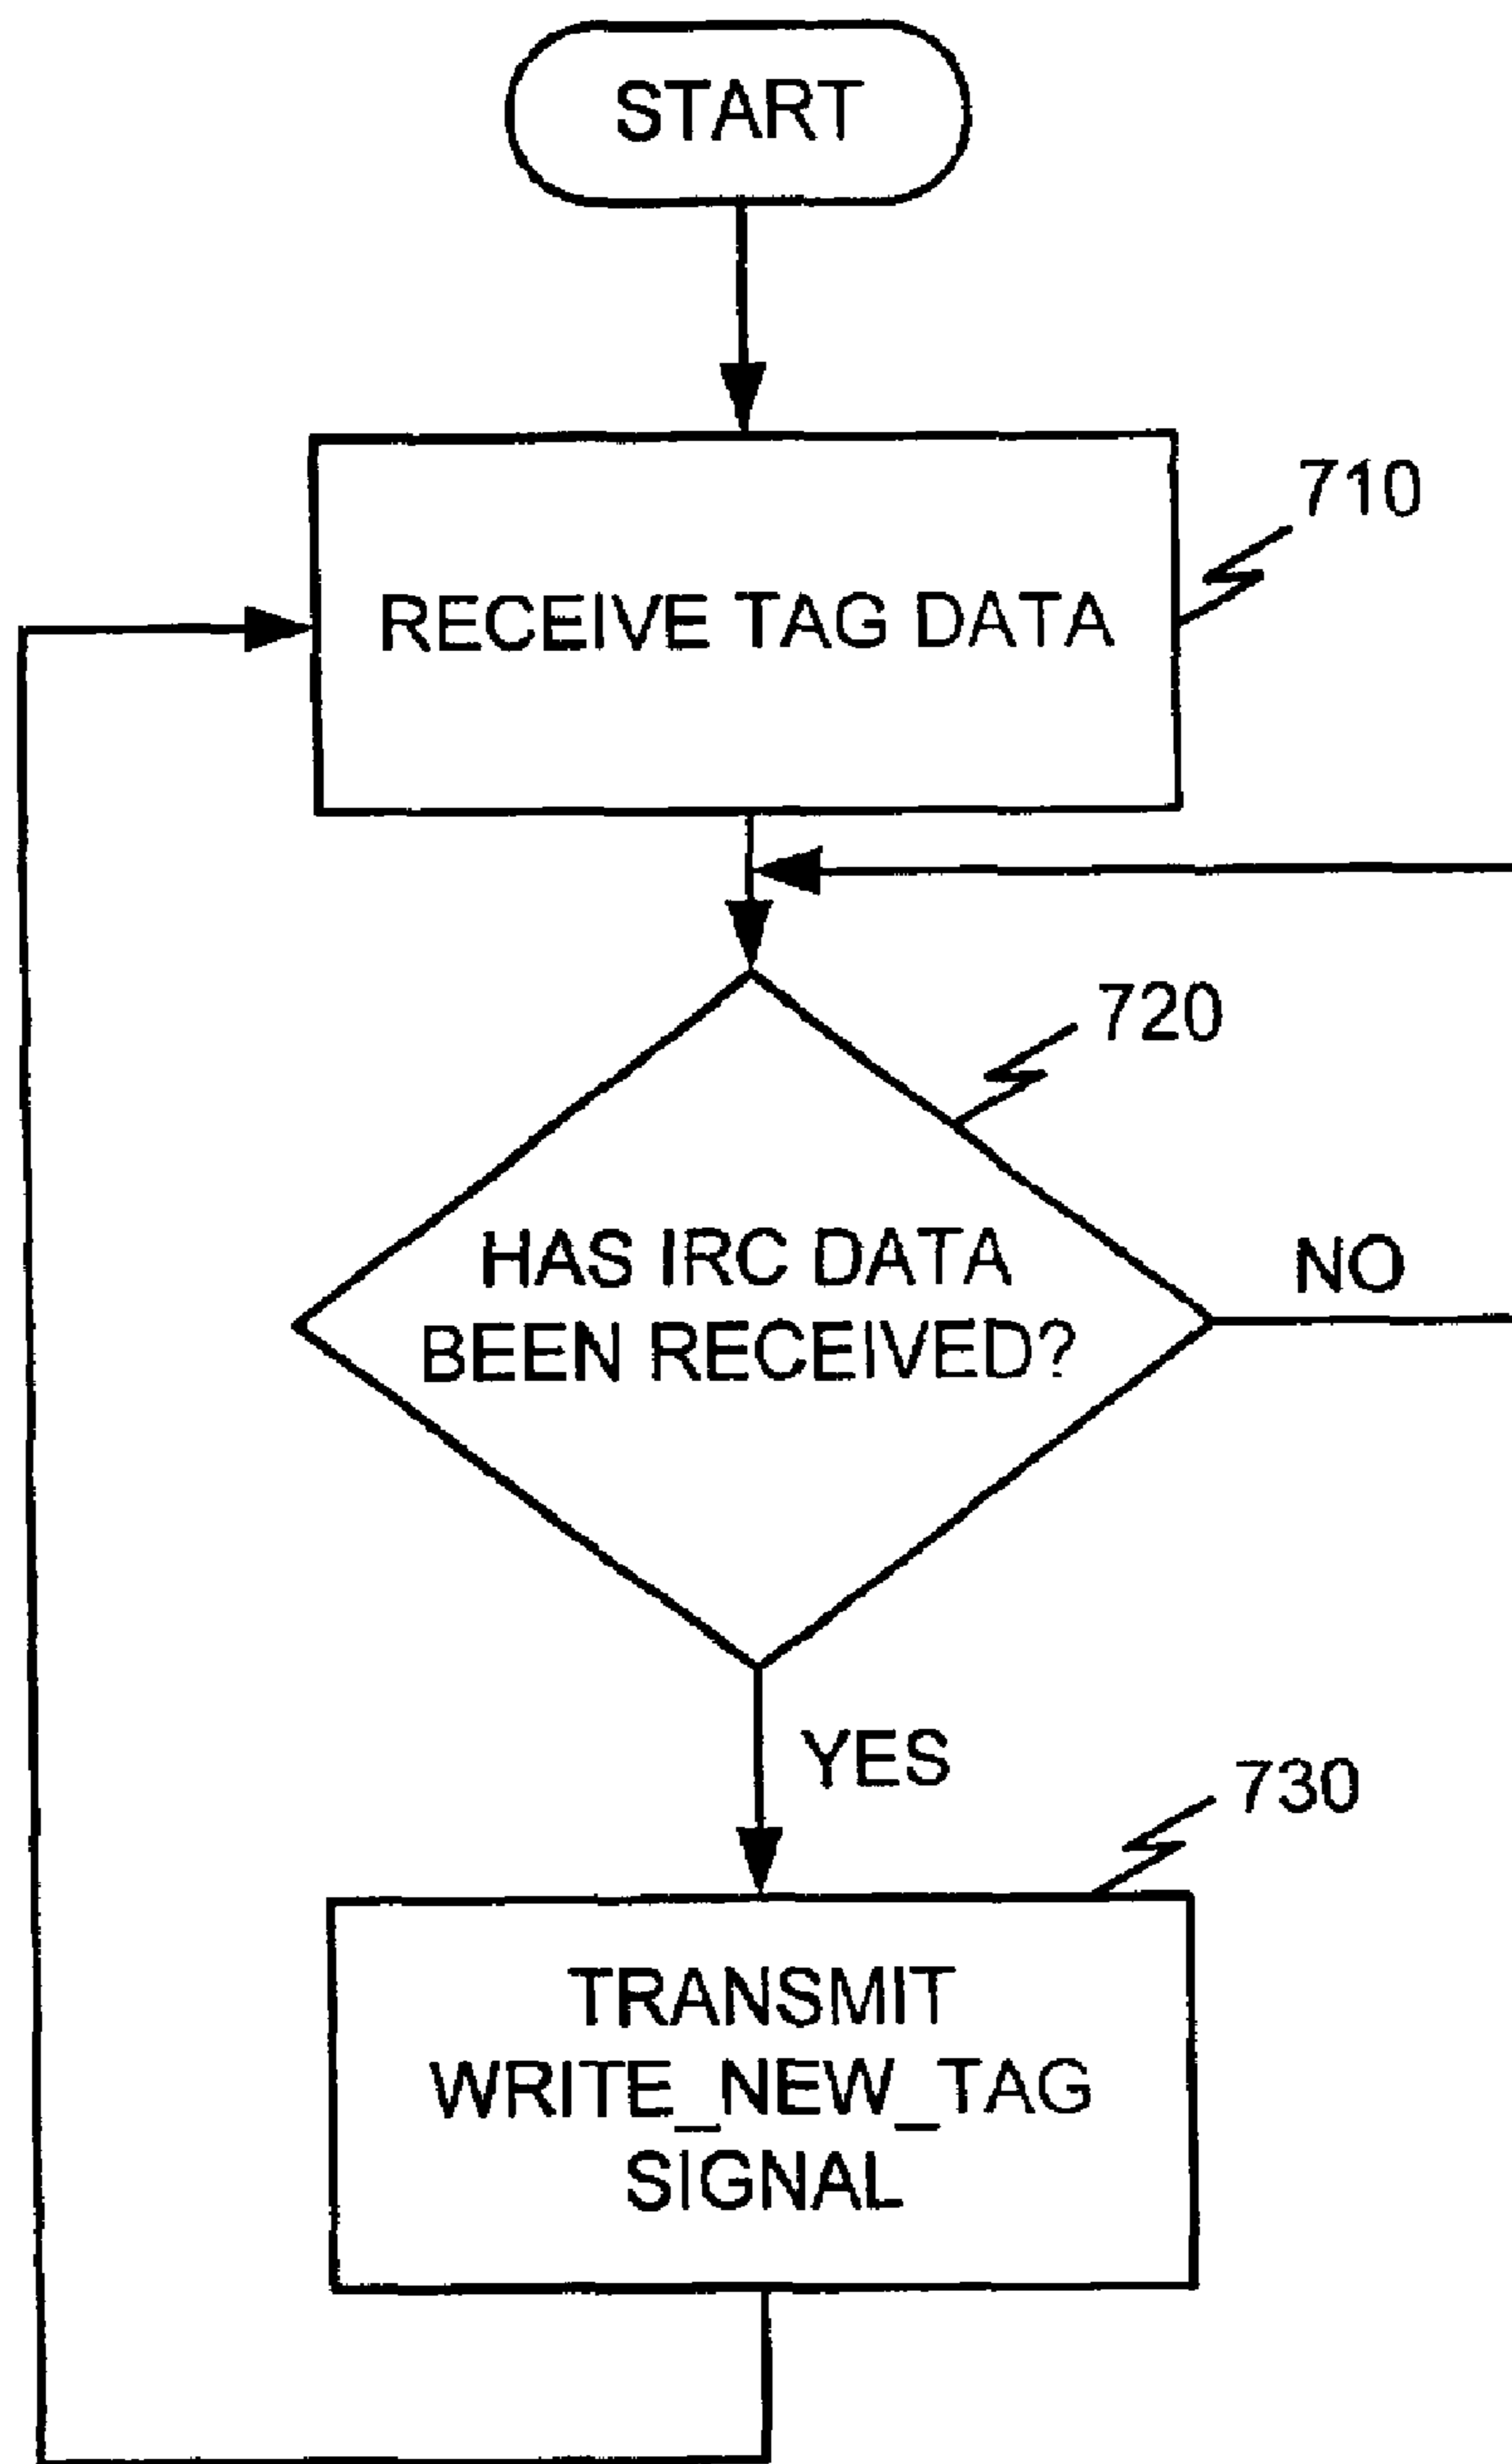 START
710
RECEIVE TAG DATA
720
HAS IRC DATA
BEEN RECEIVED?
NO
YES
730
TRANSMIT
WRITE_NEW_TAG
SIGNAL